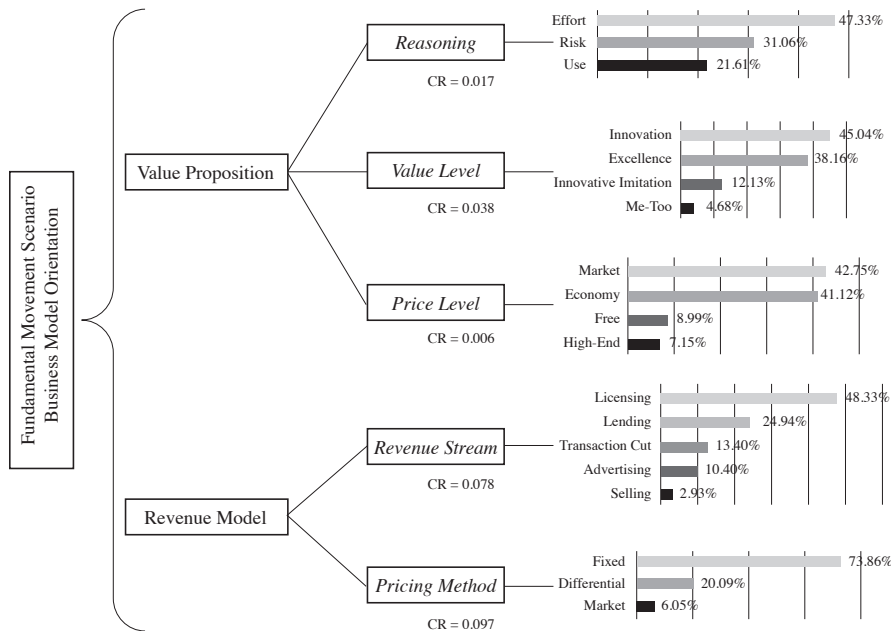 Fundamental Movement Scenario
Business Model Orientation
Value Proposition
Reasoning
CR = 0.017
Effort 47.33%
Risk 31.06%
Use 21.61%
Value Level
CR = 0.038
Innovation 45.04%
Excellence 38.16%
Innovative Imitation 12.13%
Me-Too 4.68%
Price Level
CR = 0.006
Market 42.75%
Economy 41.12%
Free 8.99%
High-End 7.15%
Revenue Model
Revenue Stream
CR = 0.078
Licensing 48.33%
Lending 24.94%
Transaction Cut 13.40%
Advertising 10.40%
Selling 2.93%
Pricing Method
CR = 0.097
Fixed 73.86%
Differential 20.09%
Market 6.05%